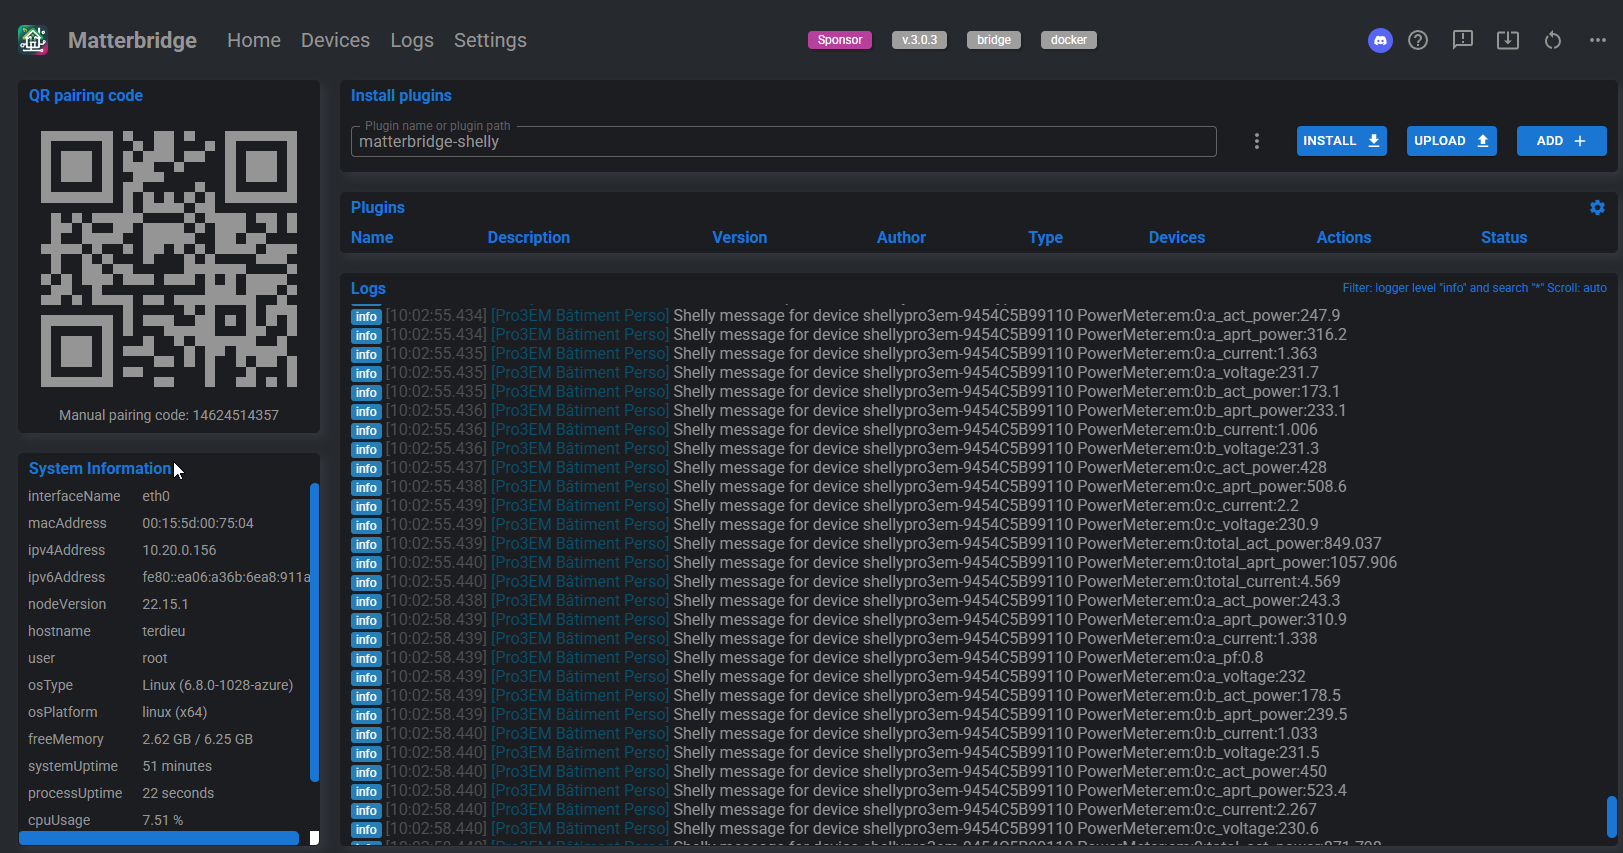 Matterbridge Home Devices Logs Settings Sponsor v.3.0.3 bridge docker
QR pairing code
Manual pairing code: 14624514357
System Information
interfaceName eth0
macAddress 00:15:5d:00:75:04
ipv4Address 10.20.0.156
ipv6Address fe80::ea06:a36b:6ea8:911a
nodeVersion 22.15.1
hostname terdieu
user root
osType Linux (6.8.0-1028-azure)
osPlatform linux (x64)
freeMemory 2.62 GB / 6.25 GB
systemUptime 51 minutes
processUptime 22 seconds
cpuUsage 7.51 %
Install plugins
Plugin name or plugin path
matterbridge-shelly
INSTALL UPLOAD ADD
Plugins
Name Description Version Author Type Devices Actions Status
Logs Filter: logger level "info" and search "*" Scroll: auto
info [10:02:55.434] [Pro3EM Bâtiment Perso] Shelly message for device shellypro3em-9454C5B99110 PowerMeter:em:0:a_act_power:247.9
info [10:02:55.434] [Pro3EM Bâtiment Perso] Shelly message for device shellypro3em-9454C5B99110 PowerMeter:em:0:a_aprt_power:316.2
info [10:02:55.435] [Pro3EM Bâtiment Perso] Shelly message for device shellypro3em-9454C5B99110 PowerMeter:em:0:a_current:1.363
info [10:02:55.435] [Pro3EM Bâtiment Perso] Shelly message for device shellypro3em-9454C5B99110 PowerMeter:em:0:a_voltage:231.7
info [10:02:55.435] [Pro3EM Bâtiment Perso] Shelly message for device shellypro3em-9454C5B99110 PowerMeter:em:0:b_act_power:173.1
info [10:02:55.436] [Pro3EM Bâtiment Perso] Shelly message for device shellypro3em-9454C5B99110 PowerMeter:em:0:b_aprt_power:233.1
info [10:02:55.436] [Pro3EM Bâtiment Perso] Shelly message for device shellypro3em-9454C5B99110 PowerMeter:em:0:b_current:1.006
info [10:02:55.436] [Pro3EM Bâtiment Perso] Shelly message for device shellypro3em-9454C5B99110 PowerMeter:em:0:b_voltage:231.3
info [10:02:55.437] [Pro3EM Bâtiment Perso] Shelly message for device shellypro3em-9454C5B99110 PowerMeter:em:0:c_act_power:428
info [10:02:55.438] [Pro3EM Bâtiment Perso] Shelly message for device shellypro3em-9454C5B99110 PowerMeter:em:0:c_aprt_power:508.6
info [10:02:55.439] [Pro3EM Bâtiment Perso] Shelly message for device shellypro3em-9454C5B99110 PowerMeter:em:0:c_current:2.2
info [10:02:55.439] [Pro3EM Bâtiment Perso] Shelly message for device shellypro3em-9454C5B99110 PowerMeter:em:0:c_voltage:230.9
info [10:02:55.439] [Pro3EM Bâtiment Perso] Shelly message for device shellypro3em-9454C5B99110 PowerMeter:em:0:total_act_power:849.037
info [10:02:55.440] [Pro3EM Bâtiment Perso] Shelly message for device shellypro3em-9454C5B99110 PowerMeter:em:0:total_aprt_power:1057.906
info [10:02:55.440] [Pro3EM Bâtiment Perso] Shelly message for device shellypro3em-9454C5B99110 PowerMeter:em:0:total_current:4.569
info [10:02:58.438] [Pro3EM Bâtiment Perso] Shelly message for device shellypro3em-9454C5B99110 PowerMeter:em:0:a_act_power:243.3
info [10:02:58.439] [Pro3EM Bâtiment Perso] Shelly message for device shellypro3em-9454C5B99110 PowerMeter:em:0:a_aprt_power:310.9
info [10:02:58.439] [Pro3EM Bâtiment Perso] Shelly message for device shellypro3em-9454C5B99110 PowerMeter:em:0:a_current:1.338
info [10:02:58.439] [Pro3EM Bâtiment Perso] Shelly message for device shellypro3em-9454C5B99110 PowerMeter:em:0:a_pf:0.8
info [10:02:58.439] [Pro3EM Bâtiment Perso] Shelly message for device shellypro3em-9454C5B99110 PowerMeter:em:0:a_voltage:232
info [10:02:58.439] [Pro3EM Bâtiment Perso] Shelly message for device shellypro3em-9454C5B99110 PowerMeter:em:0:b_act_power:178.5
info [10:02:58.439] [Pro3EM Bâtiment Perso] Shelly message for device shellypro3em-9454C5B99110 PowerMeter:em:0:b_aprt_power:239.5
info [10:02:58.440] [Pro3EM Bâtiment Perso] Shelly message for device shellypro3em-9454C5B99110 PowerMeter:em:0:b_current:1.033
info [10:02:58.440] [Pro3EM Bâtiment Perso] Shelly message for device shellypro3em-9454C5B99110 PowerMeter:em:0:b_voltage:231.5
info [10:02:58.440] [Pro3EM Bâtiment Perso] Shelly message for device shellypro3em-9454C5B99110 PowerMeter:em:0:c_act_power:450
info [10:02:58.440] [Pro3EM Bâtiment Perso] Shelly message for device shellypro3em-9454C5B99110 PowerMeter:em:0:c_aprt_power:523.4
info [10:02:58.440] [Pro3EM Bâtiment Perso] Shelly message for device shellypro3em-9454C5B99110 PowerMeter:em:0:c_current:2.267
info [10:02:58.440] [Pro3EM Bâtiment Perso] Shelly message for device shellypro3em-9454C5B99110 PowerMeter:em:0:c_voltage:230.6